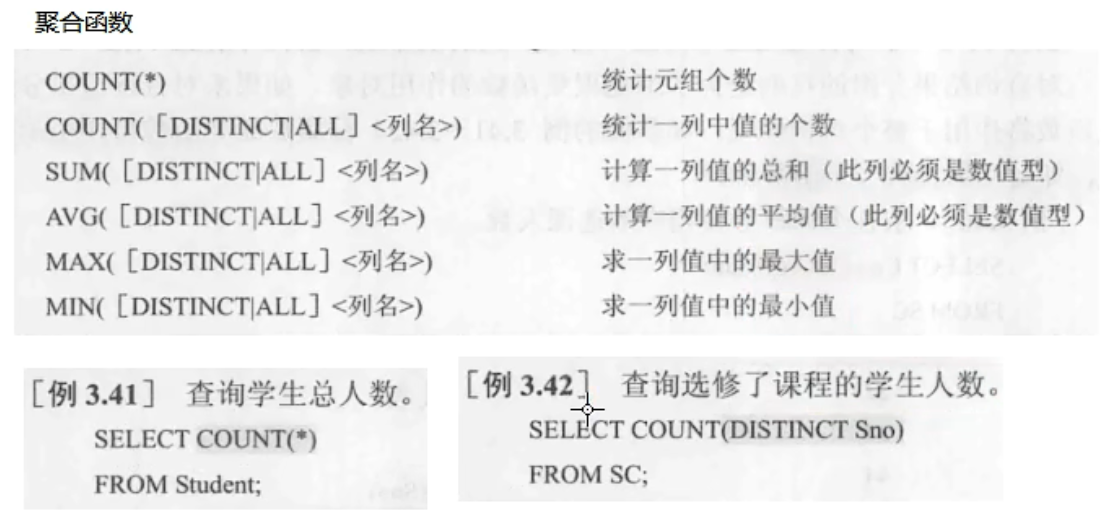 聚合函数
COUNT(*) 统计元组个数
COUNT([DISTINCT|ALL] <列名>) 统计一列中值的个数
SUM([DISTINCT|ALL] <列名>) 计算一列值的总和（此列必须是数值型）
AVG([DISTINCT|ALL] <列名>) 计算一列值的平均值（此列必须是数值型）
MAX([DISTINCT|ALL] <列名>) 求一列值中的最大值
MIN([DISTINCT|ALL] <列名>) 求一列值中的最小值
[例 3.41] 查询学生总人数。
SELECT COUNT(*)
FROM Student;
[例 3.42] 查询选修了课程的学生人数。
SELECT COUNT(DISTINCT Sno)
FROM SC;